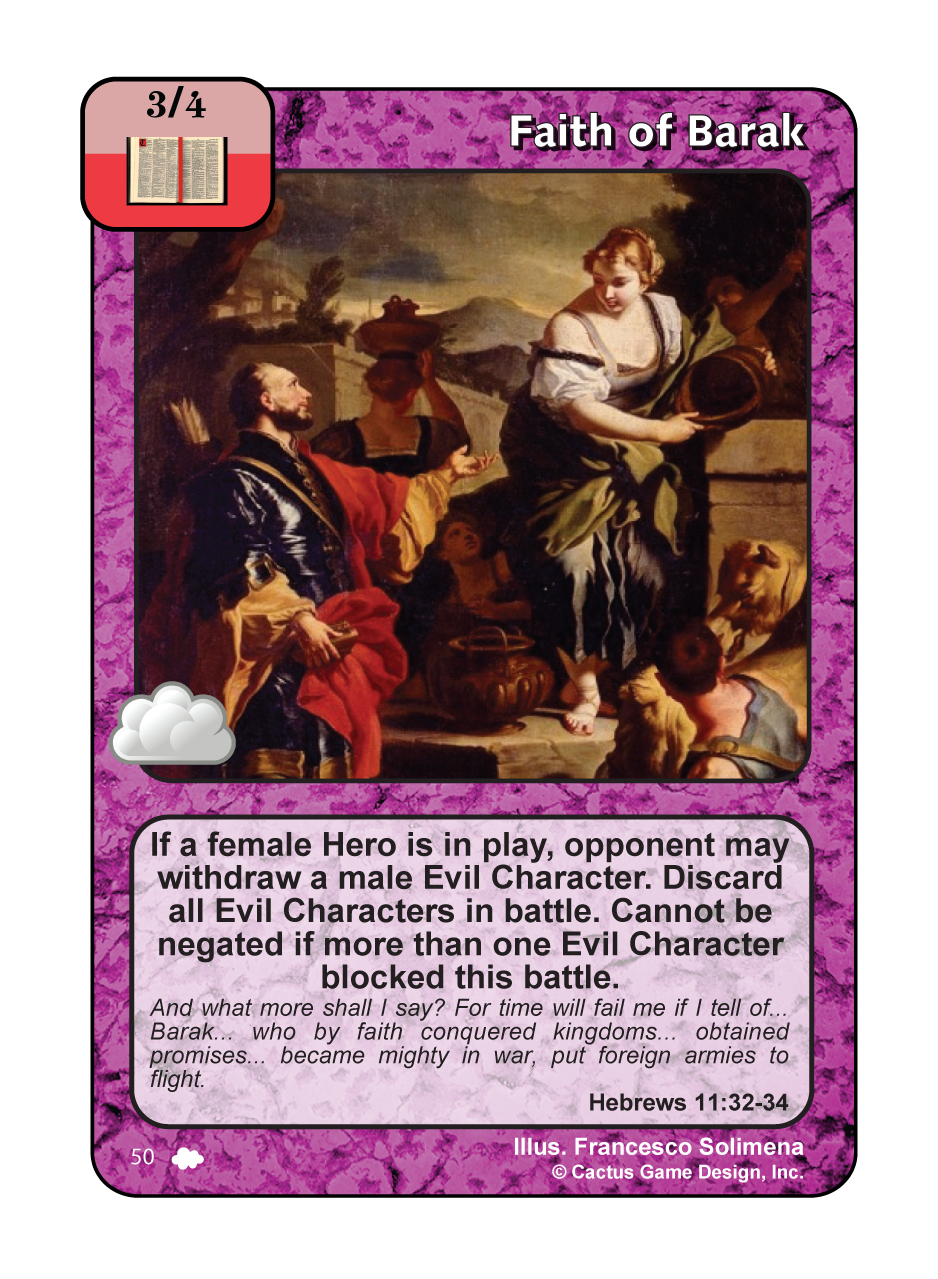 3/4
Faith of Barak
If a female Hero is in play, opponent may
withdraw a male Evil Character. Discard
all Evil Characters in battle. Cannot be
negated if more than one Evil Character
blocked this battle.
And what more shall I say? For time will fail me if I tell of...
Barak... who by faith conquered kingdoms... obtained
promises... became mighty in war, put foreign armies to
flight.
Hebrews 11:32-34
50
Illus. Francesco Solimena
© Cactus Game Design, Inc.